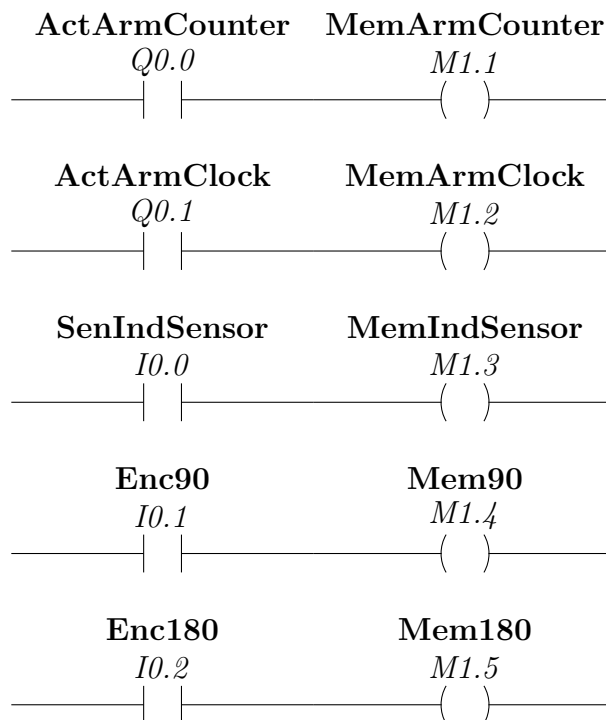 ActArmCounter MemArmCounter
Q0.0 M1.1
ActArmClock MemArmClock
Q0.1 M1.2
SenIndSensor MemIndSensor
I0.0 M1.3
Enc90 Mem90
I0.1 M1.4
Enc180 Mem180
I0.2 M1.5